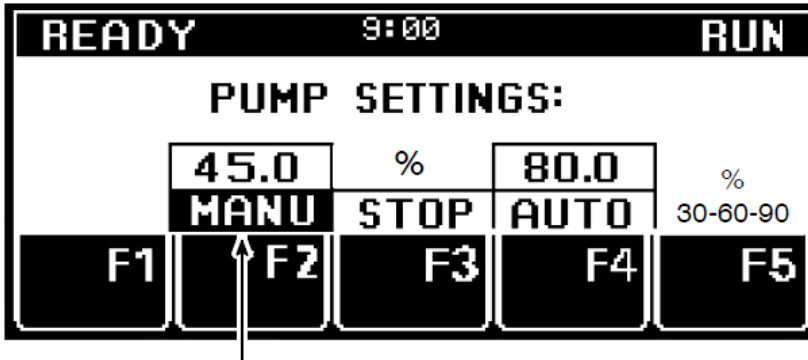 READY 9:00 RUN
PUMP SETTINGS:
45.0 % 80.0 %
MANU STOP AUTO 30-60-90
F1 F2 F3 F4 F5